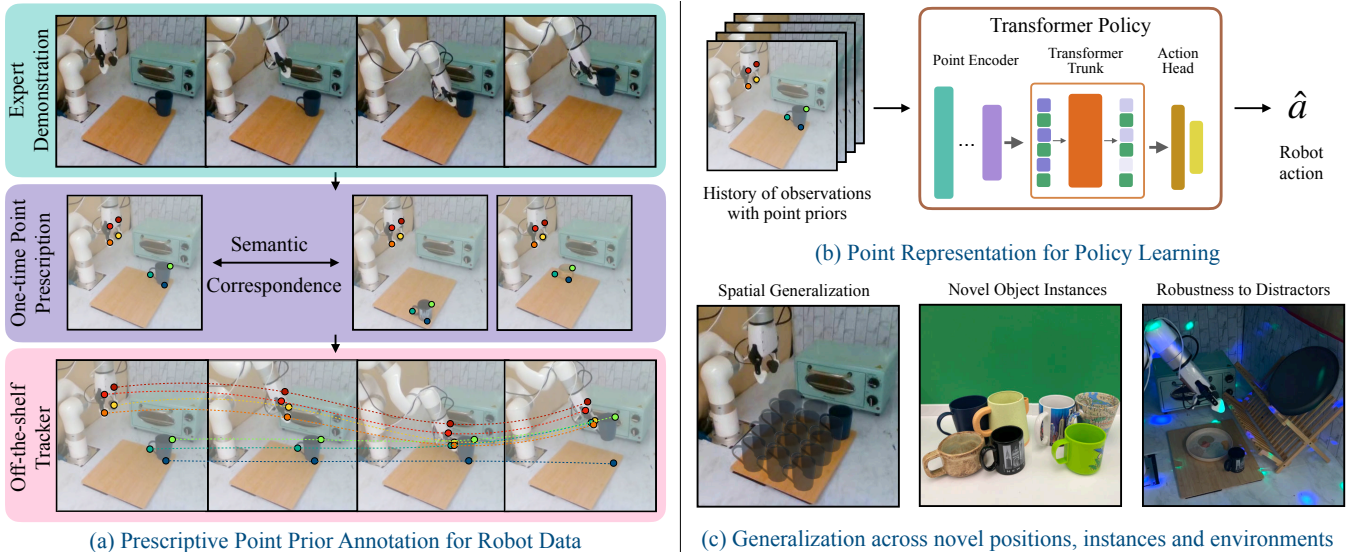 Expert
Demonstration
One-time Point
Prescription
Semantic
Correspondence
Off-the-shelf
Tracker
(a) Prescriptive Point Prior Annotation for Robot Data
History of observations
with point priors
Transformer Policy
Point Encoder
Transformer
Trunk
Action
Head
...
â
Robot
action
(b) Point Representation for Policy Learning
Spatial Generalization
Novel Object Instances
Robustness to Distractors
(c) Generalization across novel positions, instances and environments